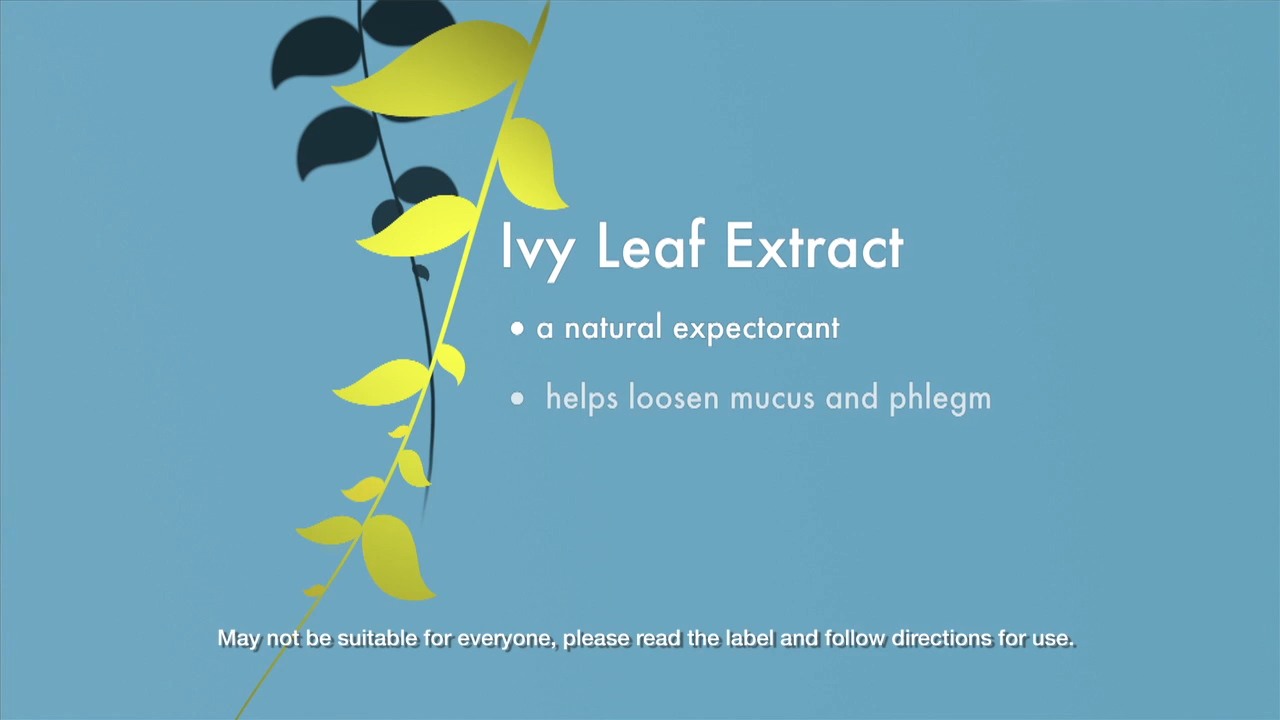 Ivy Leaf Extract
• a natural expectorant
• helps loosen mucus and phlegm
May not be suitable for everyone, please read the label and follow directions for use.